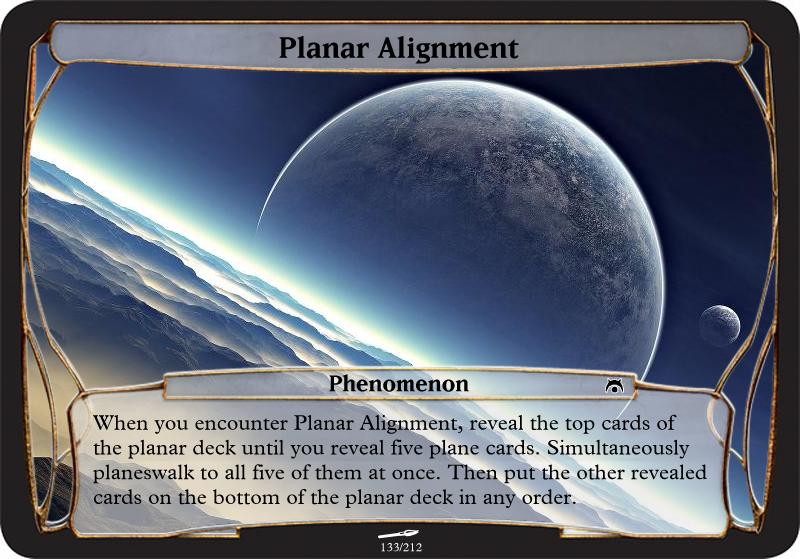 Planar Alignment
Phenomenon
When you encounter Planar Alignment, reveal the top cards of
the planar deck until you reveal five plane cards. Simultaneously
planeswalk to all five of them at once. Then put the other revealed
cards on the bottom of the planar deck in any order.
133/212